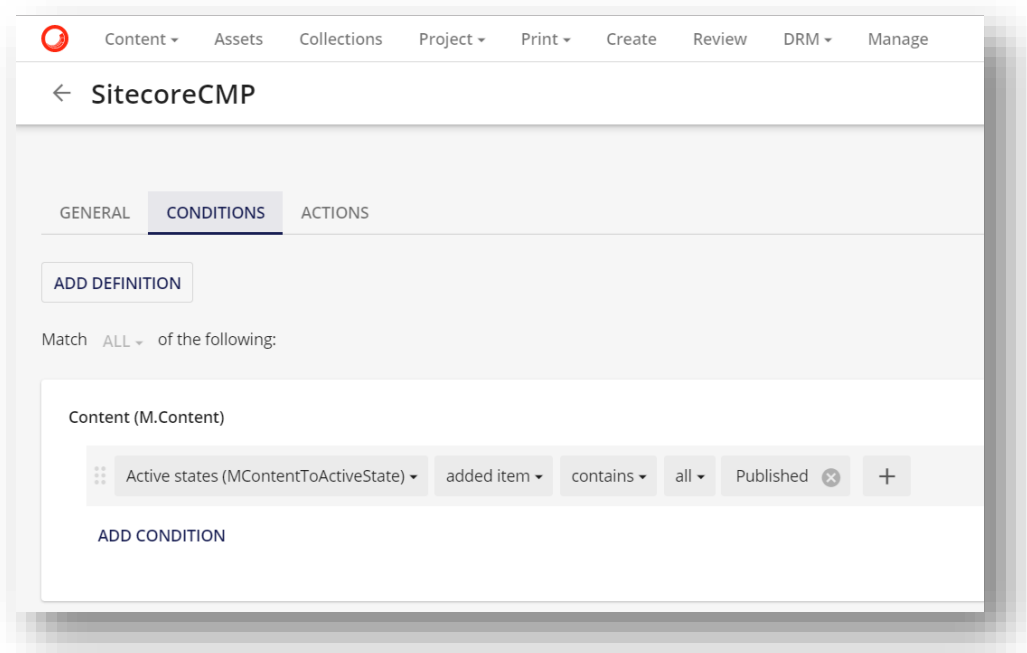 Content Assets Collections Project Print Create Review DRM Manage
SitecoreCMP
GENERAL CONDITIONS ACTIONS
ADD DEFINITION
Match ALL of the following:
Content (M.Content)
Active states (MContentToActiveState) added item contains all Published
ADD CONDITION